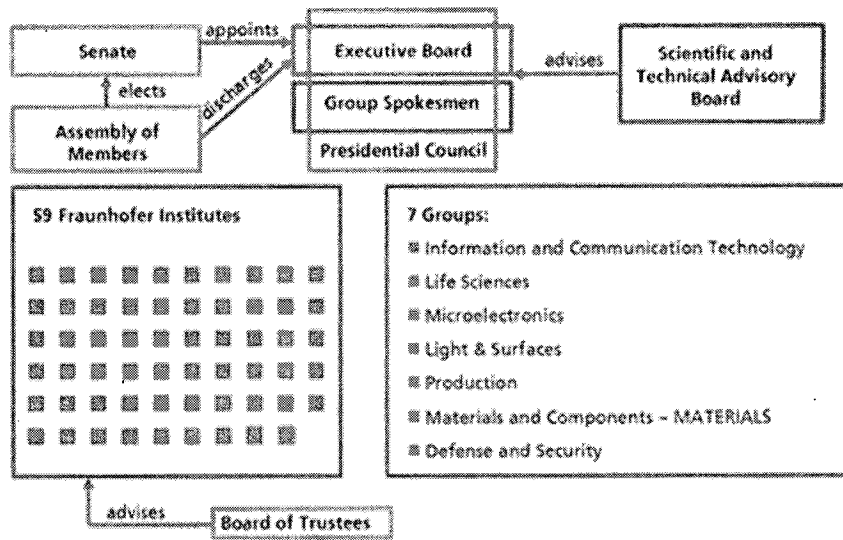 Senate
appoints
Executive Board
advises
Scientific and
Technical Advisory
Board
elects
discharges
Group Spokesmen
Assembly of
Members
Presidential Council
59 Fraunhofer Institutes
7 Groups:
Information and Communication Technology
Life Sciences
Microelectronics
Light & Surfaces
Production
Materials and Components – MATERIALS
Defense and Security
advises
Board of Trustees